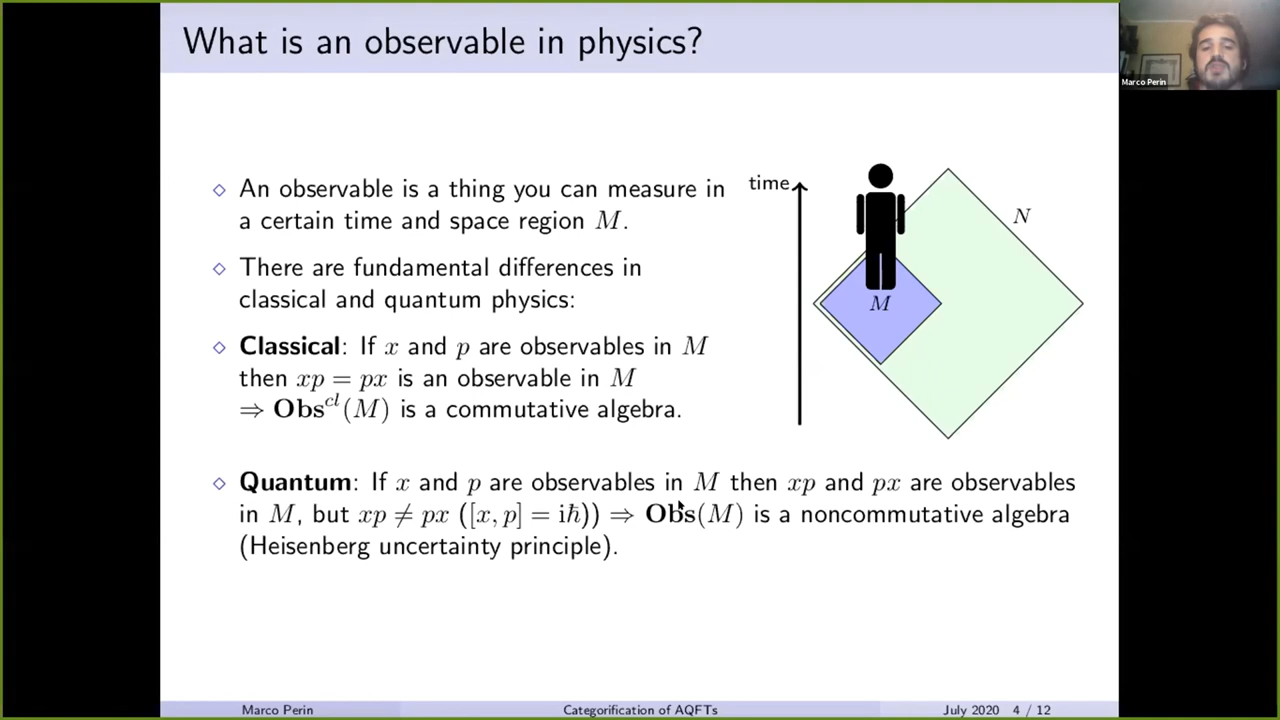 What is an observable in physics?
Marco Perin
◇ An observable is a thing you can measure in
a certain time and space region M.
◇ There are fundamental differences in
classical and quantum physics:
◇ Classical: If x and p are observables in M
then xp = px is an observable in M
⇒ Obs^{cl}(M) is a commutative algebra.
time
N
M
◇ Quantum: If x and p are observables in M then xp and px are observables
in M, but xp ≠ px ([x, p] = iħ)) ⇒ Obs(M) is a noncommutative algebra
(Heisenberg uncertainty principle).
Marco Perin Categorification of AQFTs July 2020 4 / 12